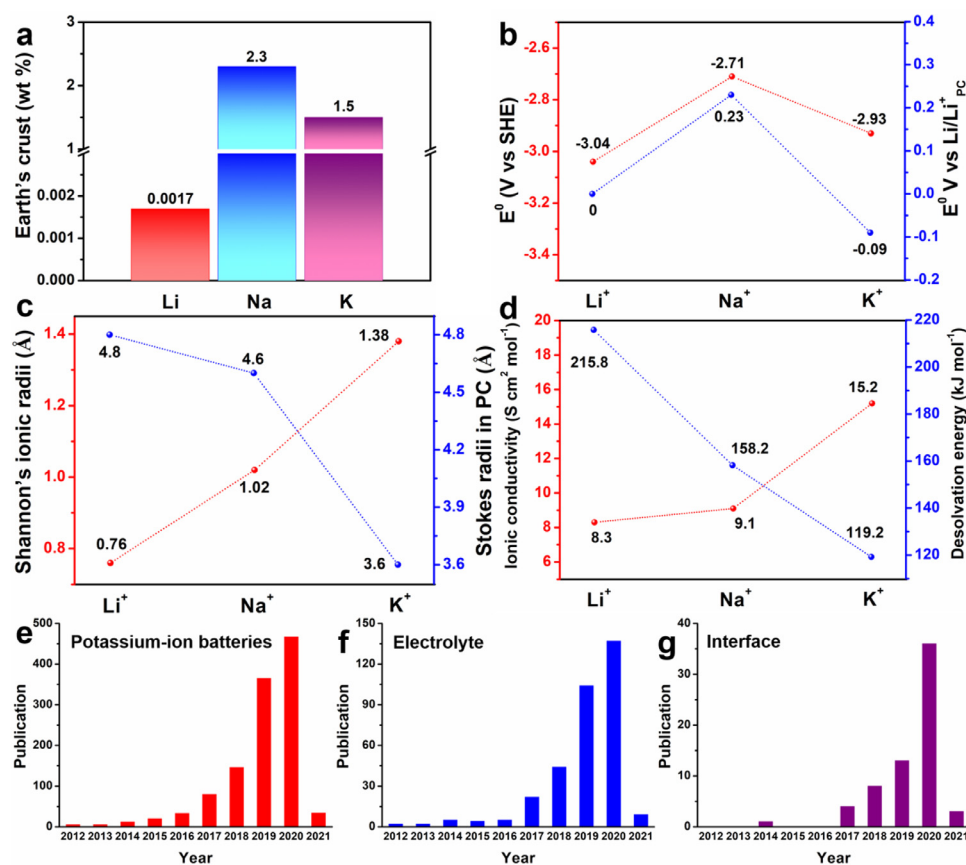 a
Earth's crust (wt %)
3
2
1
0.002
0.001
0.000
0.0017
2.3
1.5
Li Na K
b
E⁰ (V vs SHE)
-2.6
-2.8
-3.0
-3.2
-3.4
-3.04
-2.71
-2.93
0
0.23
-0.09
0.4
0.3
0.2
0.1
0.0
-0.1
-0.2
E⁰ V vs Li/Li⁺PC
Li⁺ Na⁺ K⁺
c
Shannon's ionic radii (Å)
1.4
1.2
1.0
0.8
4.8
4.6
1.38
0.76
1.02
3.6
4.8
4.5
4.2
3.9
3.6
Stokes radii in PC (Å)
Li⁺ Na⁺ K⁺
d
Ionic conductivity (S cm² mol⁻¹)
20
18
16
14
12
10
8
6
215.8
158.2
15.2
8.3
9.1
119.2
220
200
180
160
140
120
Desolvation energy (kJ mol⁻¹)
Li⁺ Na⁺ K⁺
e
Potassium-ion batteries
Publication
500
400
300
200
100
0
2012 2013 2014 2015 2016 2017 2018 2019 2020 2021
Year
f
Electrolyte
Publication
150
120
90
60
30
0
2012 2013 2014 2015 2016 2017 2018 2019 2020 2021
Year
g
Interface
Publication
40
30
20
10
0
2012 2013 2014 2015 2016 2017 2018 2019 2020 2021
Year